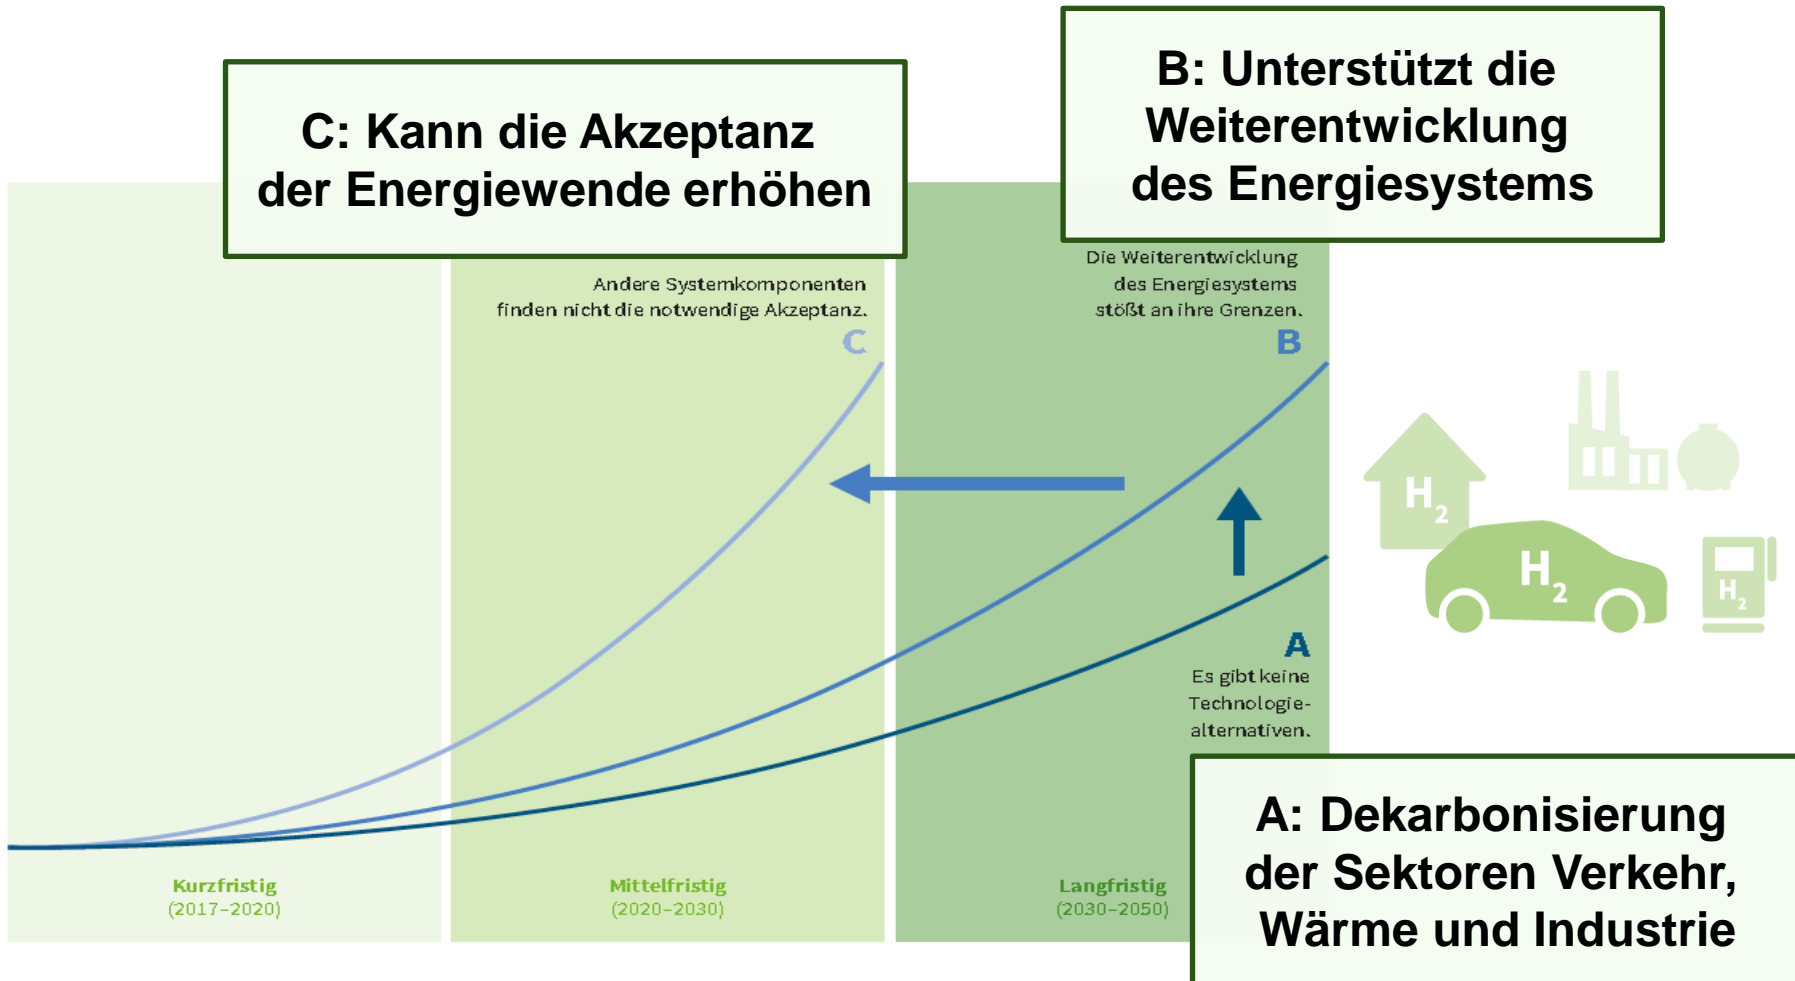 C: Kann die Akzeptanz
der Energiewende erhöhen
B: Unterstützt die
Weiterentwicklung
des Energiesystems
Andere Systemkomponenten
finden nicht die notwendige Akzeptanz.
C
Die Weiterentwicklung
des Energiesystems
stößt an ihre Grenzen.
B
H2
H2
H2
A
Es gibt keine
Technologie-
alternativen.
A: Dekarbonisierung
der Sektoren Verkehr,
Wärme und Industrie
Kurzfristig
(2017–2020)
Mittelfristig
(2020–2030)
Langfristig
(2030–2050)